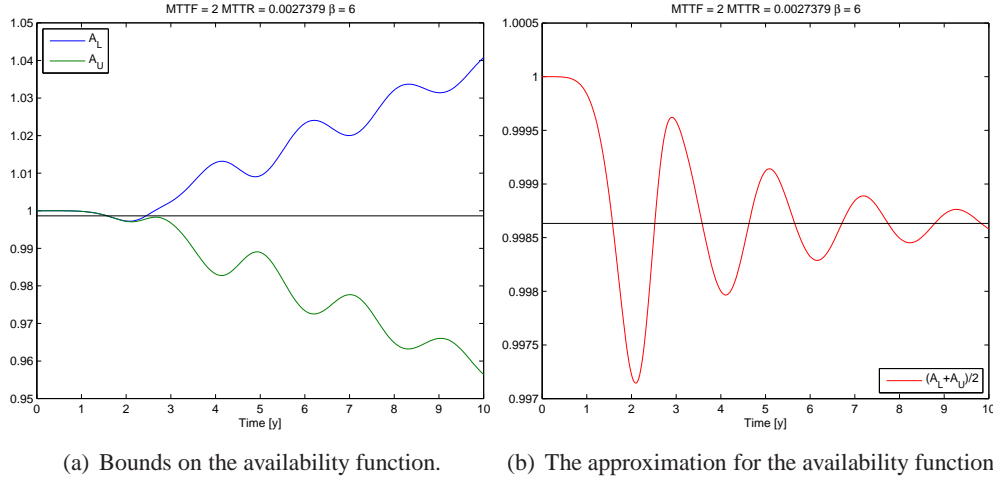 MTTF = 2 MTTR = 0.0027379 β = 6
1.05
1.04
1.03
1.02
1.01
1
0.99
0.98
0.97
0.96
0.95
A_L
A_U
0 1 2 3 4 5 6 7 8 9 10
Time [y]
(a) Bounds on the availability function.
MTTF = 2 MTTR = 0.0027379 β = 6
1.0005
1
0.9995
0.999
0.9985
0.998
0.9975
0.997
(A_L+A_U)/2
0 1 2 3 4 5 6 7 8 9 10
Time [y]
(b) The approximation for the availability function